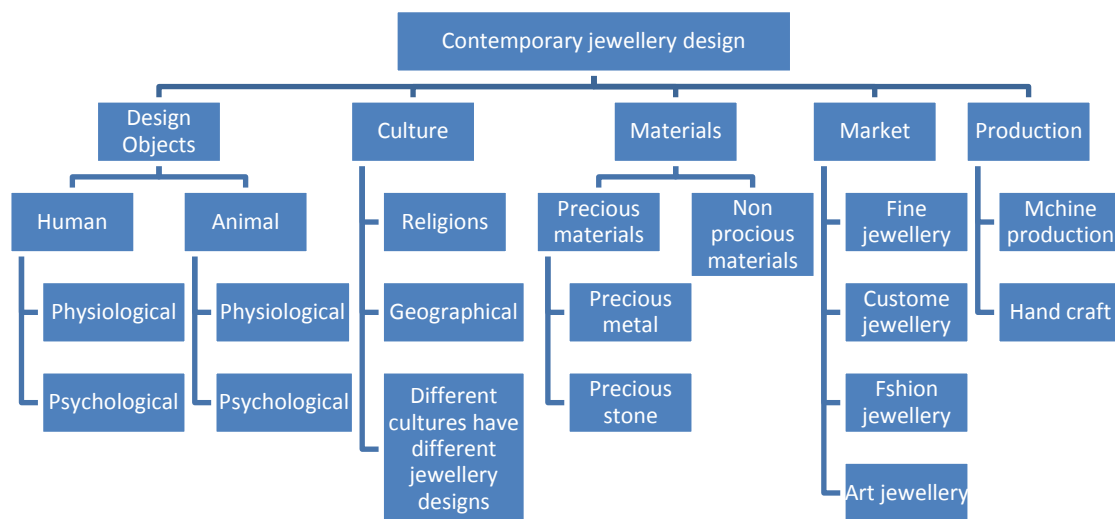 Contemporary jewellery design
Design
Objects
Culture
Materials
Market
Production
Human
Animal
Religions
Precious
materials
Non
procious
materials
Fine
jewellery
Mchine
production
Physiological
Physiological
Geographical
Precious
metal
Custome
jewellery
Hand craft
Psychological
Psychological
Different
cultures have
different
jewellery
designs
Precious
stone
Fshion
jewellery
Art jewellery